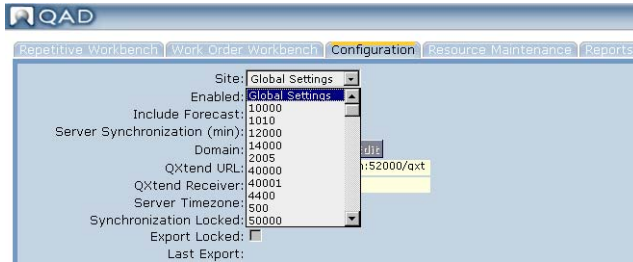 QAD
Repetitive Workbench Work Order Workbench Configuration Resource Maintenance Reports
Site: Global Settings
Enabled: Global Settings
10000
Include Forecast: 1010
Server Synchronization (min): 12000
Domain: 14000
2005
QXtend URL: 40000 :52000/qxt
QXtend Receiver: 40001
Server Timezone: 4400
500
Synchronization Locked: 50000
Export Locked:
Last Export: